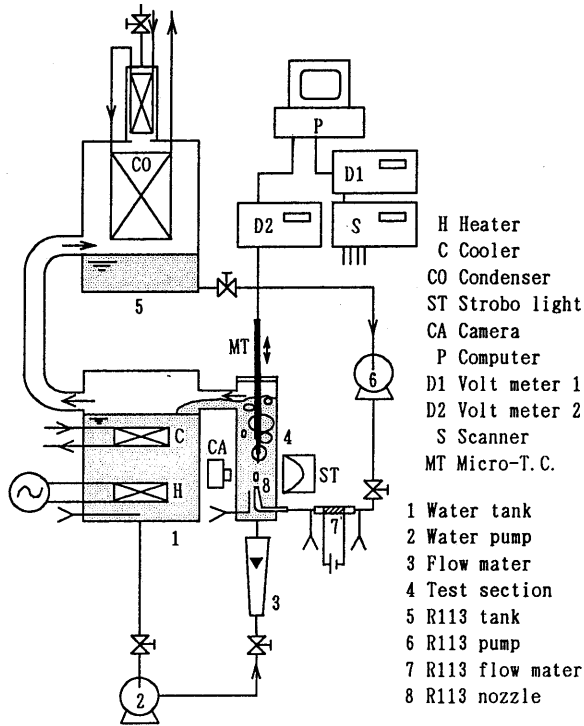 CO
P
D1
D2
S
5
MT
6
C
CA
4
H
ST
8
7
1
3
2
H Heater
C Cooler
CO Condenser
ST Strobo light
CA Camera
P Computer
D1 Volt meter 1
D2 Volt meter 2
S Scanner
MT Micro-T.C.
1 Water tank
2 Water pump
3 Flow mater
4 Test section
5 R113 tank
6 R113 pump
7 R113 flow mater
8 R113 nozzle